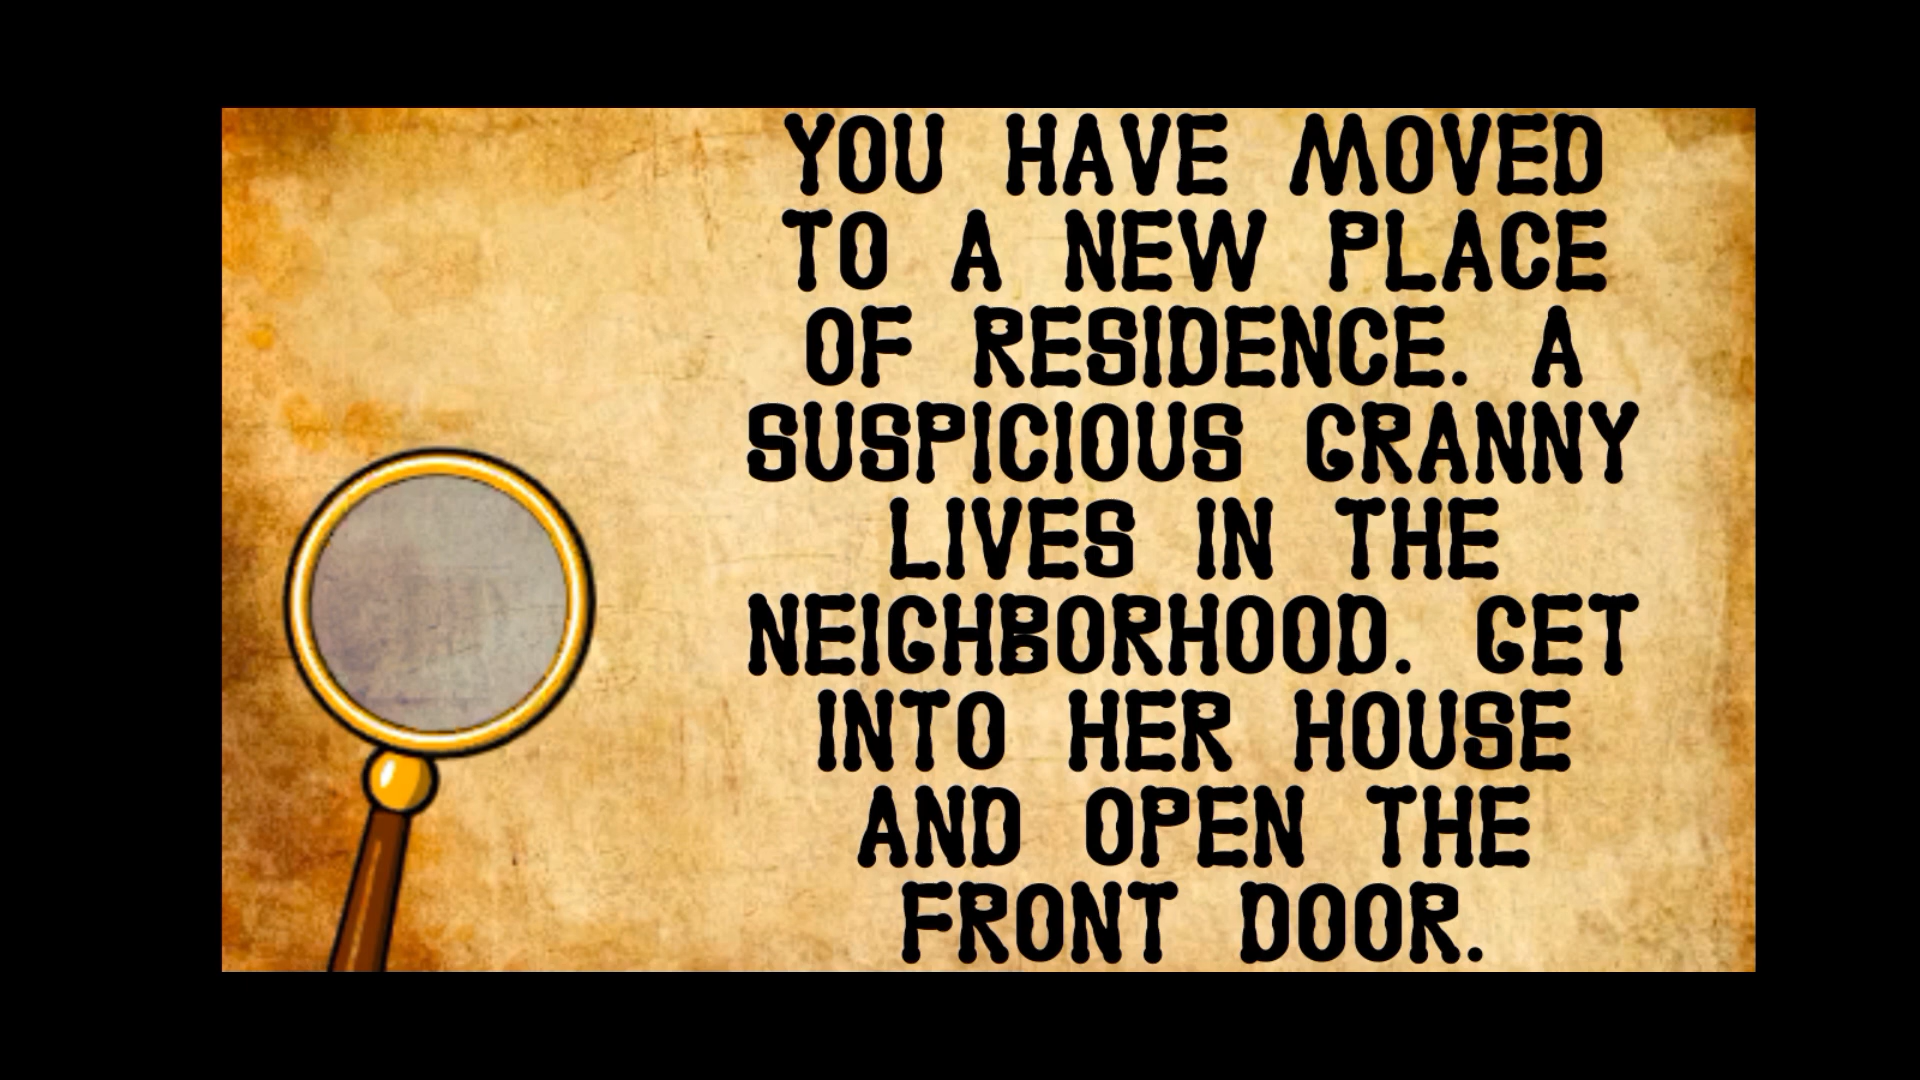 YOU HAVE MOVED
TO A NEW PLACE
OF RESIDENCE. A
SUSPICIOUS GRANNY
LIVES IN THE
NEIGHBORHOOD. GET
INTO HER HOUSE
AND OPEN THE
FRONT DOOR.